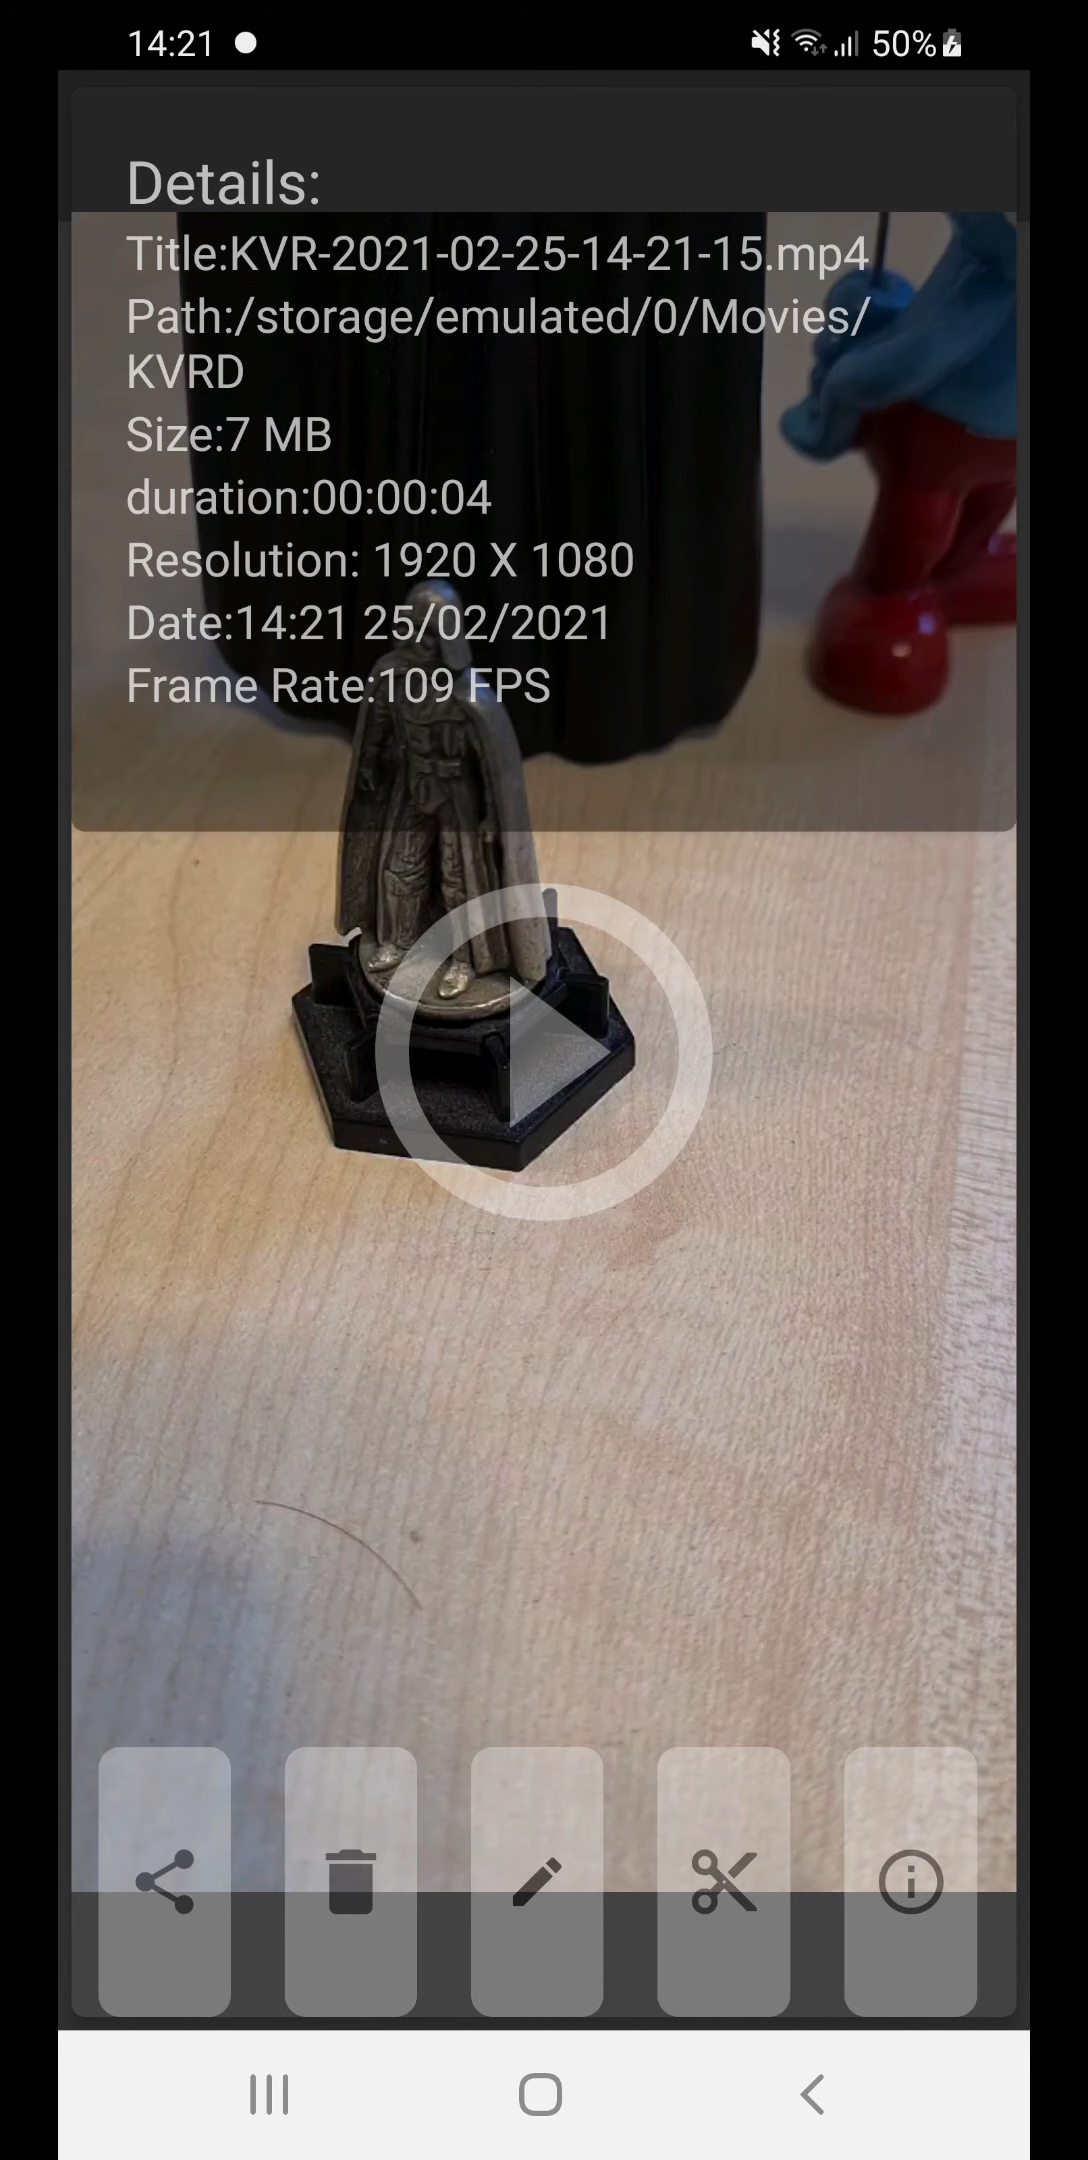 14:21
50%
Details:
Title:KVR-2021-02-25-14-21-15.mp4
Path:/storage/emulated/0/Movies/
KVRD
Size:7 MB
duration:00:00:04
Resolution: 1920 X 1080
Date:14:21 25/02/2021
Frame Rate:109 FPS